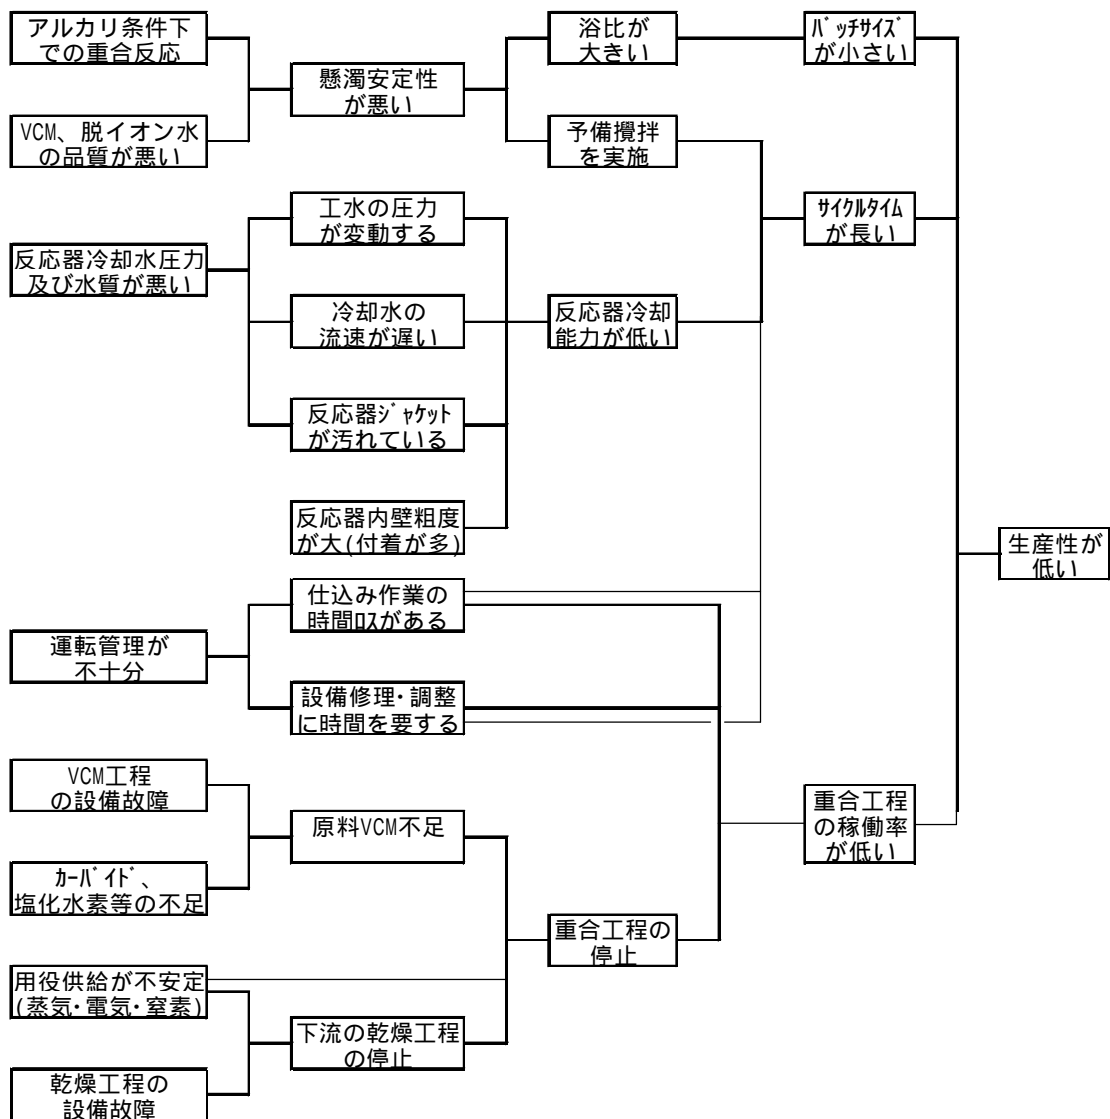 アルカリ条件下
での重合反応
VCM、脱イオン水
の品質が悪い
懸濁安定性
が悪い
浴比が
大きい
ﾊﾞｯﾁｻｲｽﾞ
が小さい
予備攪拌
を実施
ｻｲｸﾙﾀｲﾑ
が長い
反応器冷却水圧力
及び水質が悪い
工水の圧力
が変動する
冷却水の
流速が遅い
反応器ｼﾞｬｹｯﾄ
が汚れている
反応器内壁粗度
が大(付着が多)
反応器冷却
能力が低い
生産性が
低い
運転管理が
不十分
仕込み作業の
時間ﾛｽがある
設備修理･調整
に時間を要する
VCM工程
の設備故障
ｶｰﾊﾞｲﾄﾞ、
塩化水素等の不足
原料VCM不足
重合工程
の稼働率
が低い
重合工程の
停止
用役供給が不安定
(蒸気･電気･窒素)
下流の乾燥工程
の停止
乾燥工程の
設備故障